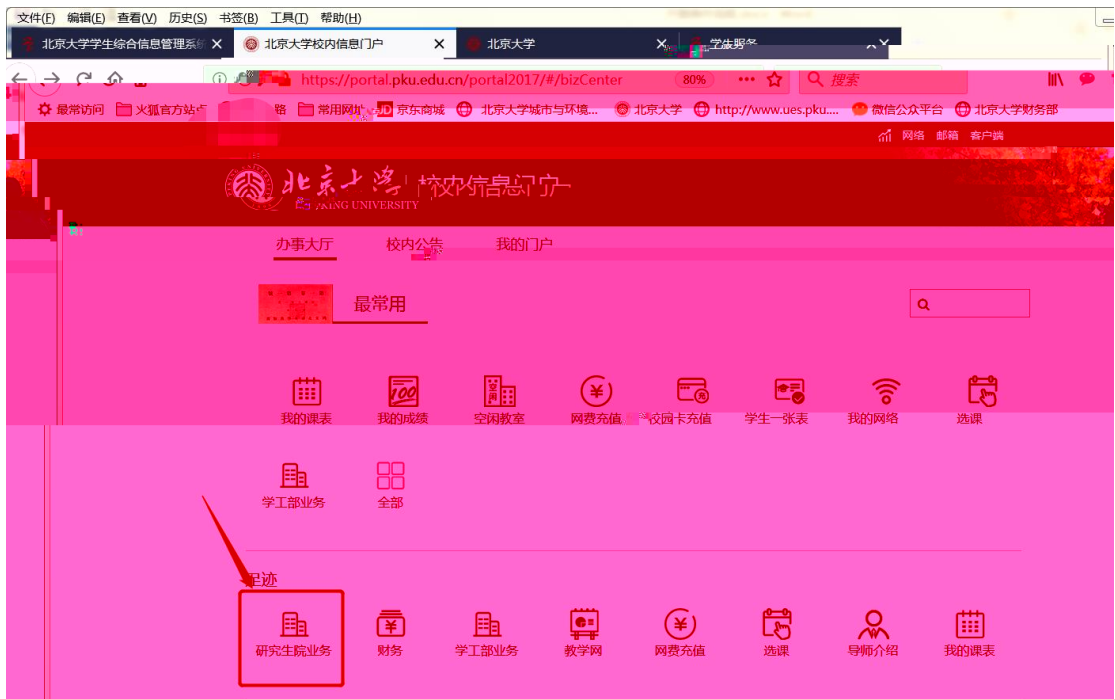 文件(F) 编辑(E) 查看(V) 历史(S) 书签(B) 工具(T) 帮助(H)
北京大学学生综合信息管理系统 北京大学校内信息门户 北京大学
https://portal.pku.edu.cn/portal2017/#/bizCenter 80% 搜索
最常访问 火狐官方站点 常用网址 JD 京东商城 北京大学城市与环境... 北京大学 http://www.ues.pku.... 微信公众平台 北京大学财务部
网络 邮箱 客户端
北京大学 校内信息门户
UNIVERSITY
办事大厅 校内公告 我的门户
最常用
我的课表 我的成绩 空闲教室 网费充值 校园卡充值 学生一张表 我的网络 选课
学工部业务 全部
足迹
研究生院业务 财务 学工部业务 教学网 网费充值 选课 导师介绍 我的课表